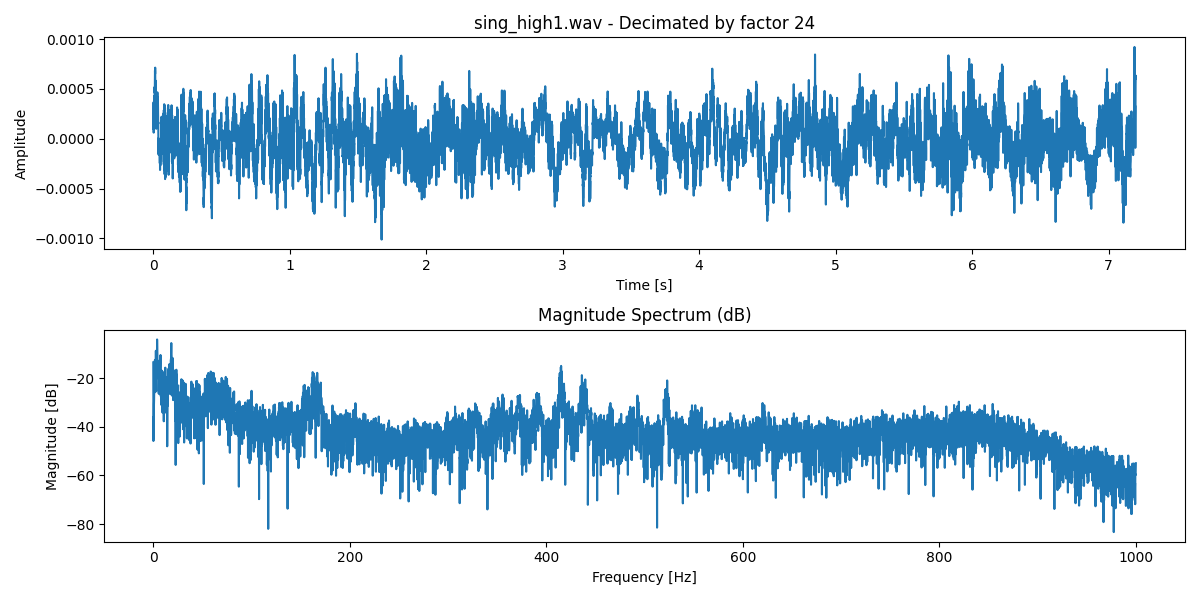 sing_high1.wav - Decimated by factor 24
0.0010
0.0005
0.0000
−0.0005
−0.0010
Amplitude
0 1 2 3 4 5 6 7
Time [s]
Magnitude Spectrum (dB)
−20
−40
−60
−80
Magnitude [dB]
0 200 400 600 800 1000
Frequency [Hz]